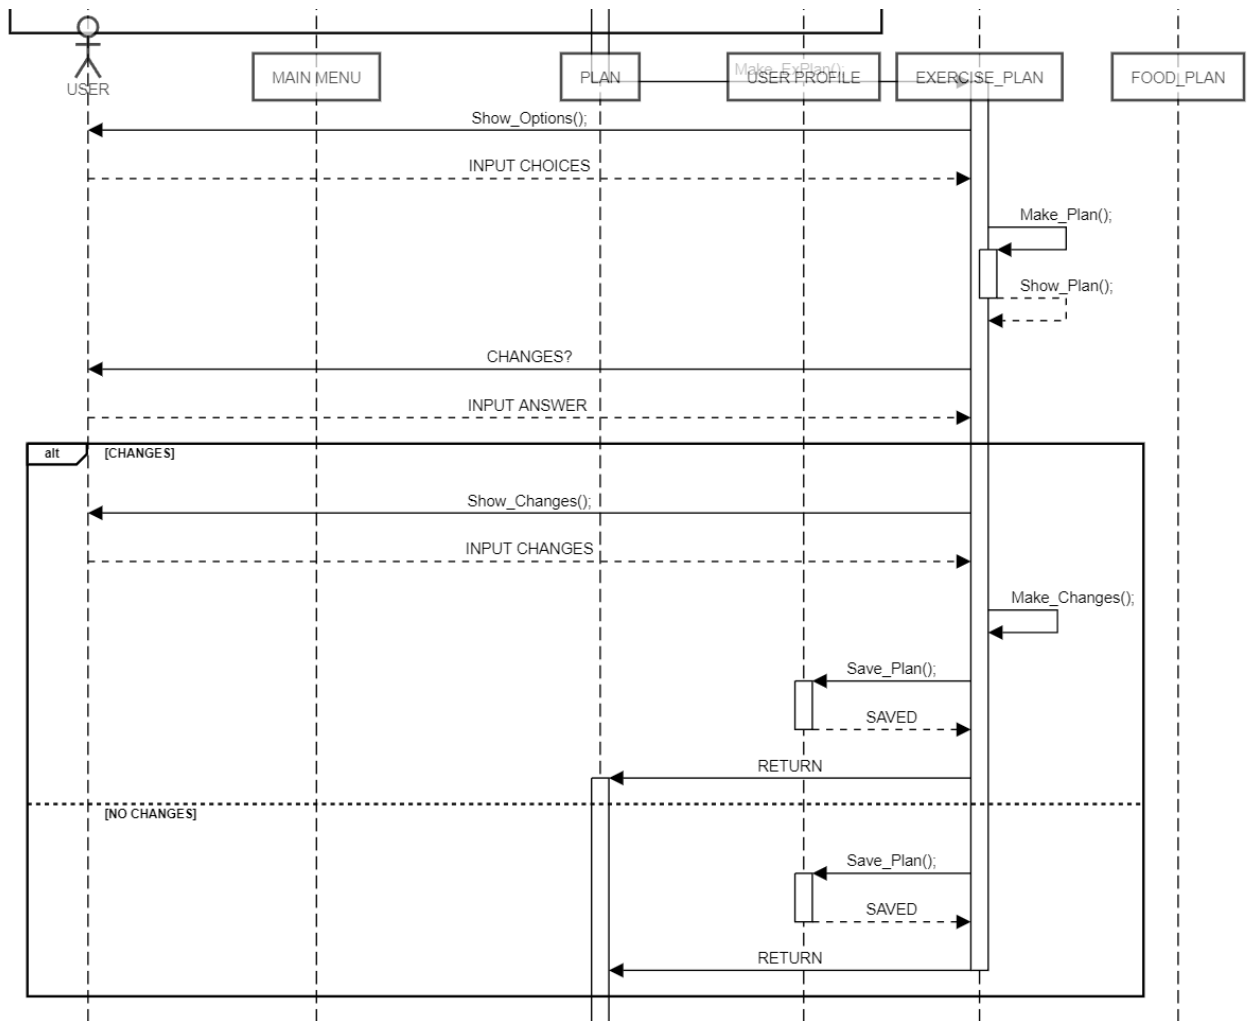 Make_ExPlan();
USER
MAIN MENU
PLAN
USER PROFILE
EXERCISE_PLAN
FOOD_PLAN
Show_Options();
INPUT CHOICES
Make_Plan();
Show_Plan();
CHANGES?
INPUT ANSWER
alt
[CHANGES]
Show_Changes();
INPUT CHANGES
Make_Changes();
Save_Plan();
SAVED
RETURN
[NO CHANGES]
Save_Plan();
SAVED
RETURN